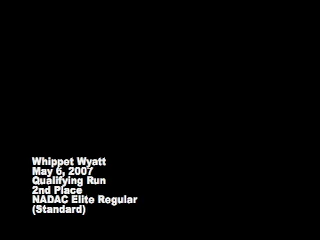 Whippet Wyatt
May 6, 2007
Qualifying Run
2nd Place
NADAC Elite Regular
(Standard)